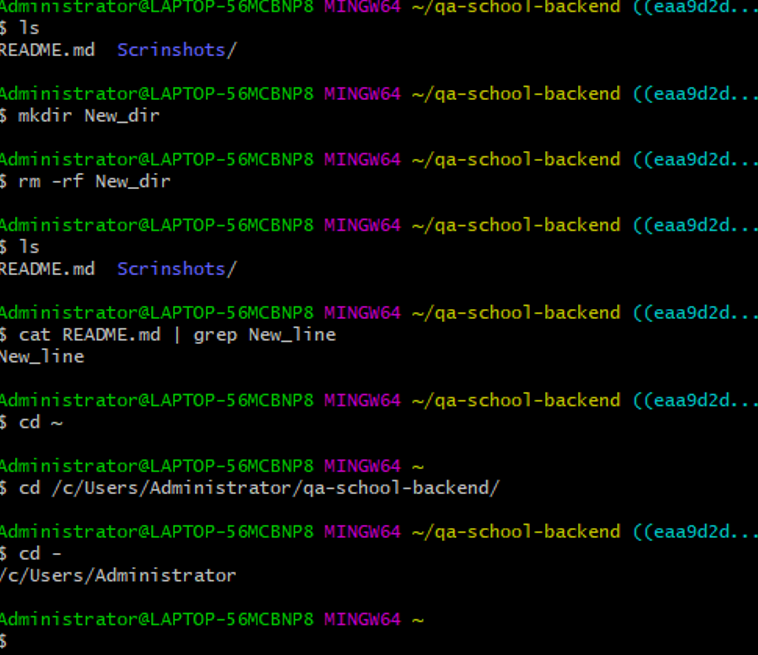 Administrator@LAPTOP-56MCBNP8 MINGW64 ~/qa-school-backend ((eaa9d2d...
$ ls
README.md  Scrinshots/
Administrator@LAPTOP-56MCBNP8 MINGW64 ~/qa-school-backend ((eaa9d2d...
$ mkdir New_dir
Administrator@LAPTOP-56MCBNP8 MINGW64 ~/qa-school-backend ((eaa9d2d...
$ rm -rf New_dir
Administrator@LAPTOP-56MCBNP8 MINGW64 ~/qa-school-backend ((eaa9d2d...
$ ls
README.md  Scrinshots/
Administrator@LAPTOP-56MCBNP8 MINGW64 ~/qa-school-backend ((eaa9d2d...
$ cat README.md | grep New_line
New_line
Administrator@LAPTOP-56MCBNP8 MINGW64 ~/qa-school-backend ((eaa9d2d...
$ cd ~
Administrator@LAPTOP-56MCBNP8 MINGW64 ~
$ cd /c/Users/Administrator/qa-school-backend/
Administrator@LAPTOP-56MCBNP8 MINGW64 ~/qa-school-backend ((eaa9d2d...
$ cd -
/c/Users/Administrator
Administrator@LAPTOP-56MCBNP8 MINGW64 ~
$